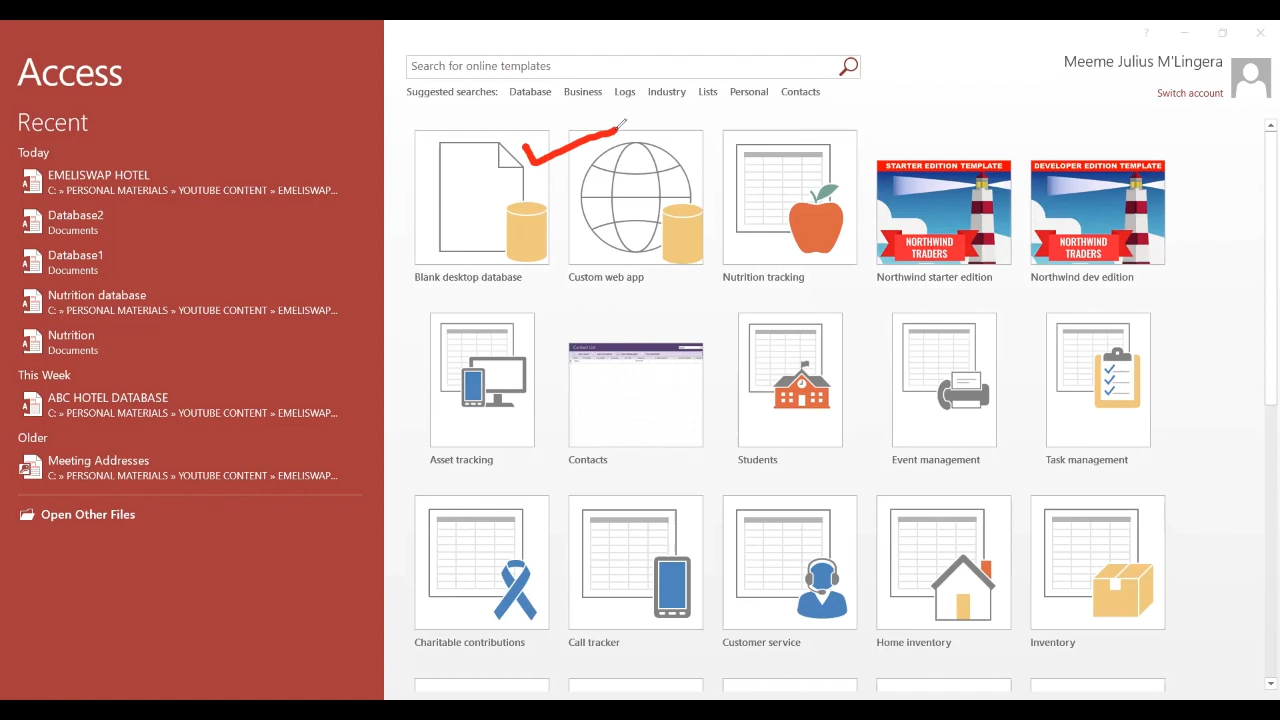 Access
Recent
Today
EMELISWAP HOTEL
C: » PERSONAL MATERIALS » YOUTUBE CONTENT » EMELISWAP...
Database2
Documents
Database1
Documents
Nutrition database
C: » PERSONAL MATERIALS » YOUTUBE CONTENT » EMELISWAP...
Nutrition
Documents
This Week
ABC HOTEL DATABASE
C: » PERSONAL MATERIALS » YOUTUBE CONTENT » EMELISWAP...
Older
Meeting Addresses
C: » PERSONAL MATERIALS » YOUTUBE CONTENT » EMELISWAP...
Open Other Files
?
Meeme Julius M'Lingera
Switch account
Search for online templates
Suggested searches: Database Business Logs Industry Lists Personal Contacts
STARTER EDITION TEMPLATE
NORTHWIND
TRADERS
DEVELOPER EDITION TEMPLATE
NORTHWIND
TRADERS
Blank desktop database
Custom web app
Nutrition tracking
Northwind starter edition
Northwind dev edition
Contact List
Asset tracking
Contacts
Students
Event management
Task management
Charitable contributions
Call tracker
Customer service
Home inventory
Inventory